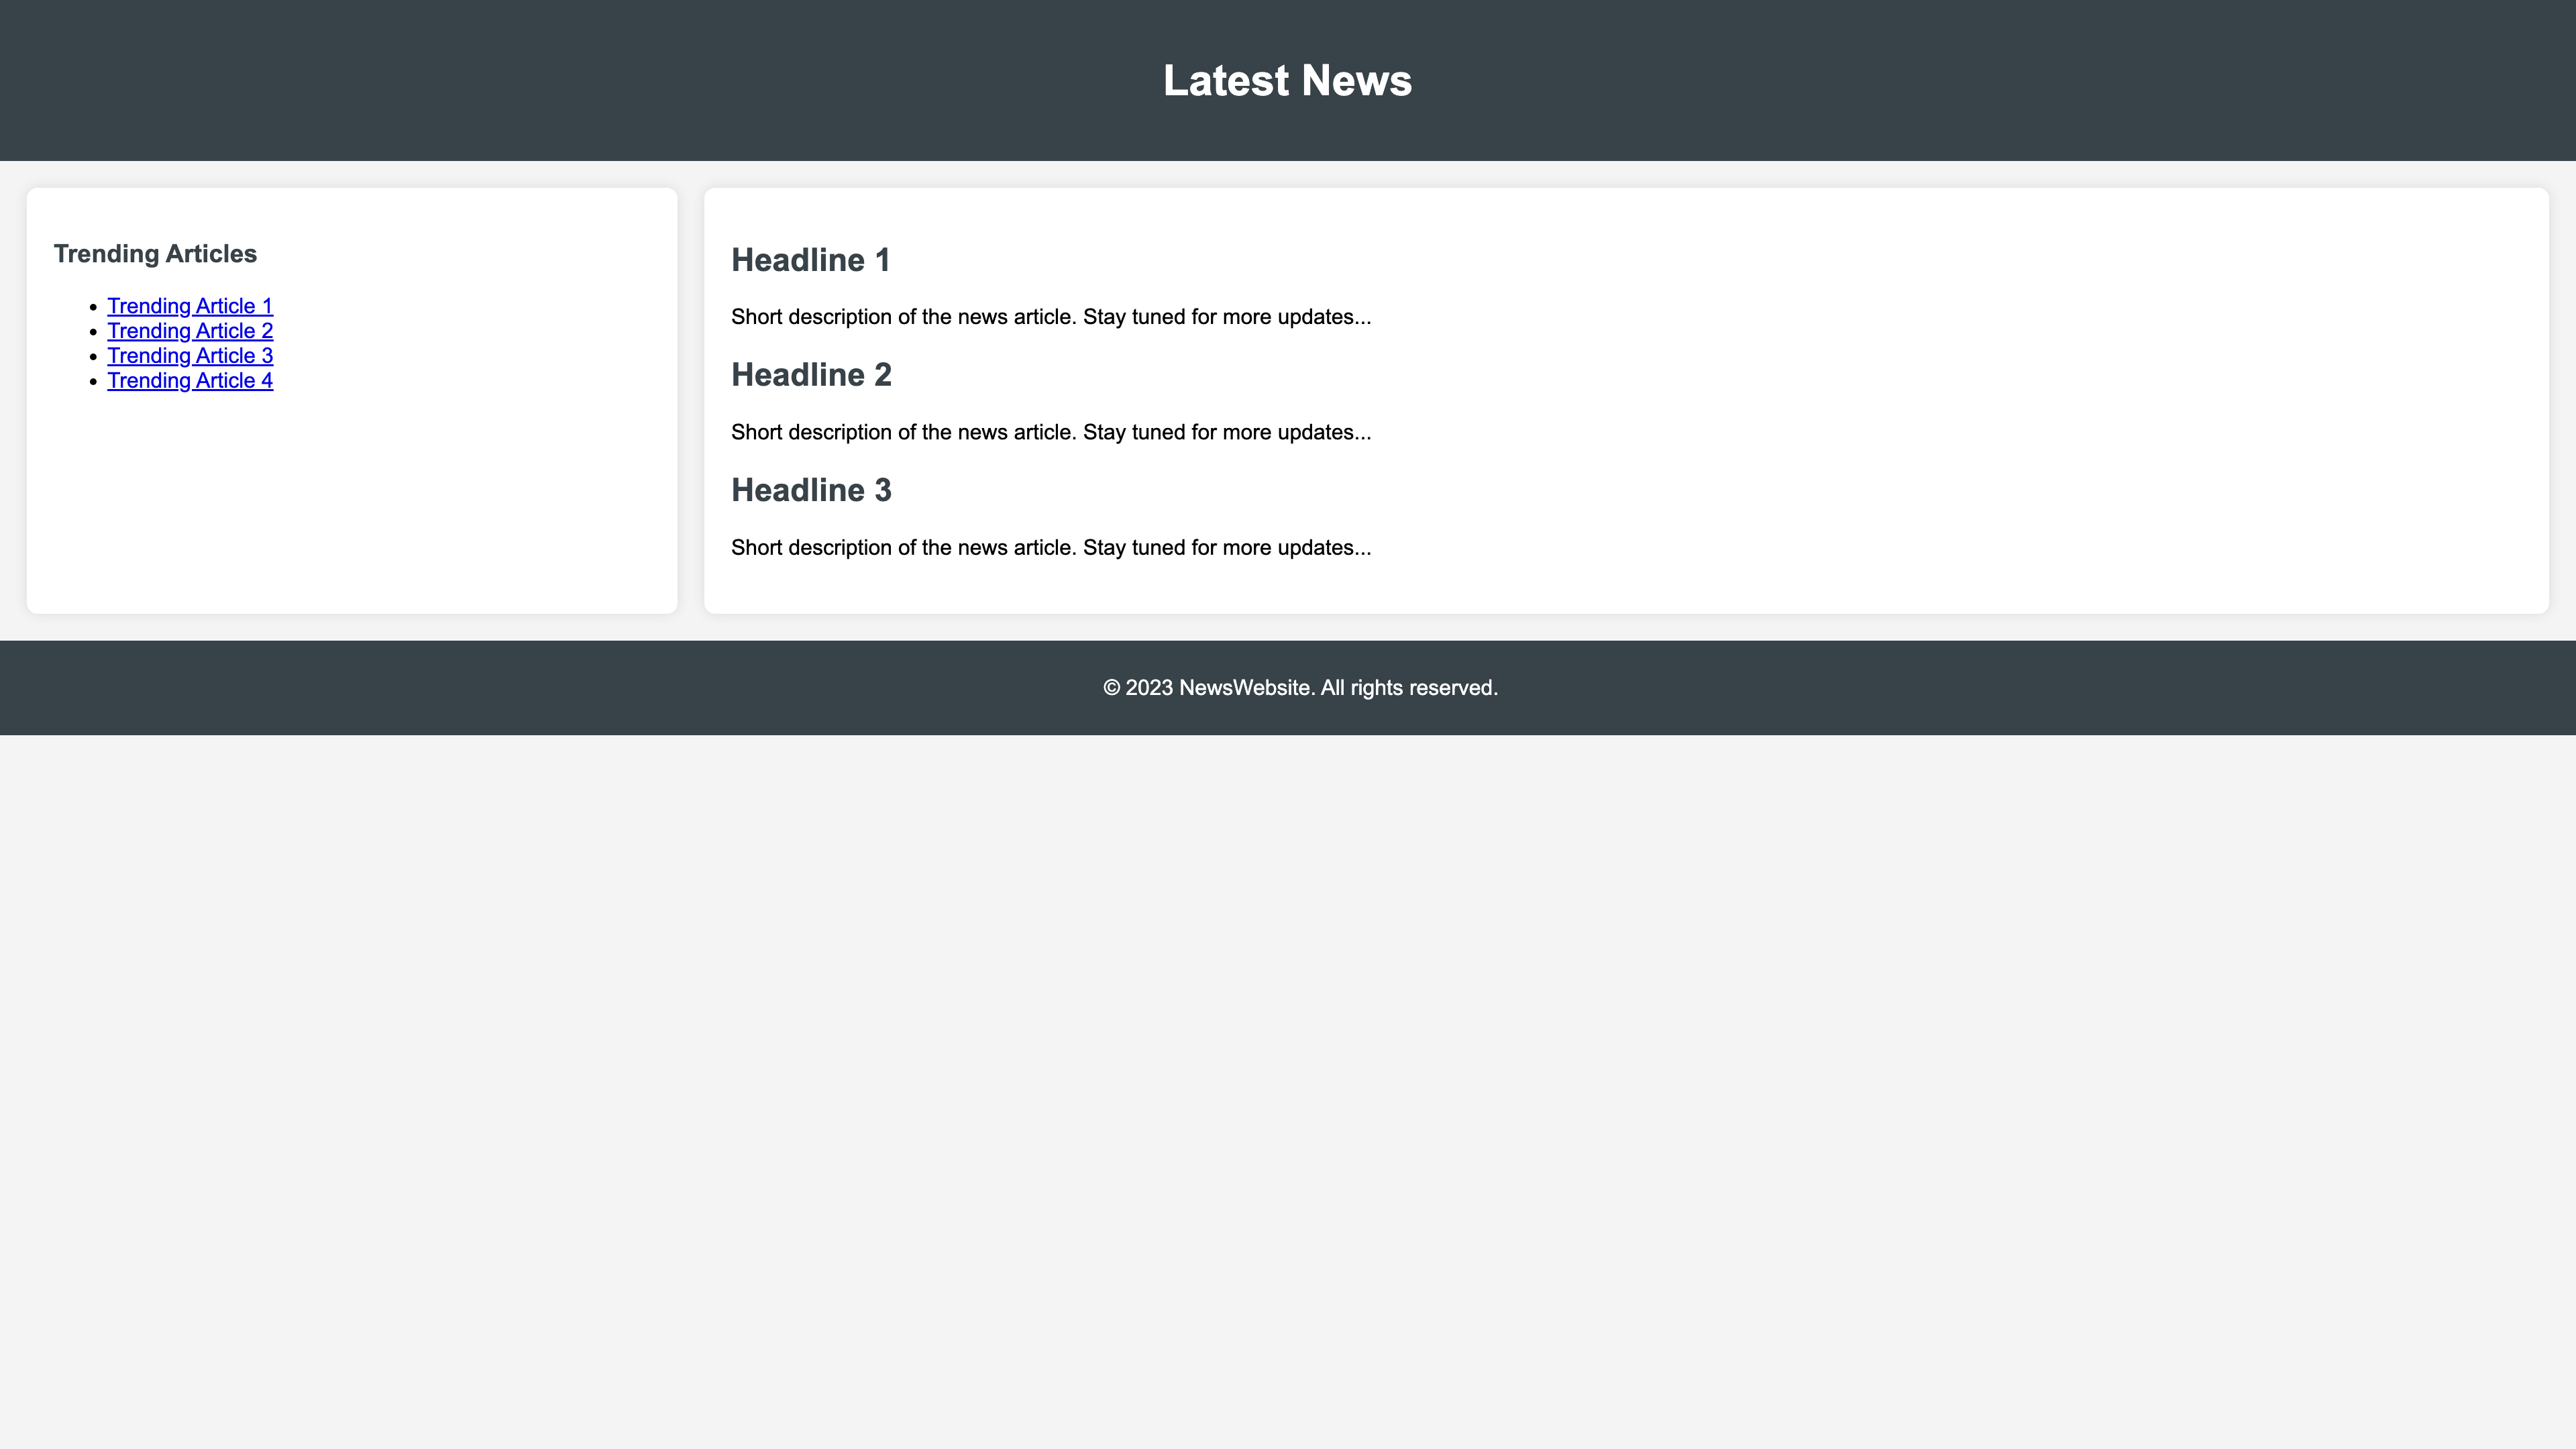 Latest News
Trending Articles
Trending Article 1
Trending Article 2
Trending Article 3
Trending Article 4
Headline 1
Short description of the news article. Stay tuned for more updates...
Headline 2
Short description of the news article. Stay tuned for more updates...
Headline 3
Short description of the news article. Stay tuned for more updates...
© 2023 NewsWebsite. All rights reserved.